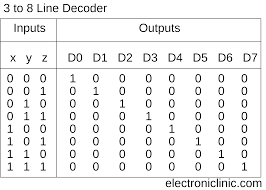 3 to 8 Line Decoder
Inputs Outputs
x y z D0 D1 D2 D3 D4 D5 D6 D7
0 0 0 1 0 0 0 0 0 0 0
0 0 1 0 1 0 0 0 0 0 0
0 1 0 0 0 1 0 0 0 0 0
0 1 1 0 0 0 1 0 0 0 0
1 0 0 0 0 0 0 1 0 0 0
1 0 1 0 0 0 0 0 1 0 0
1 1 0 0 0 0 0 0 0 1 0
1 1 1 0 0 0 0 0 0 0 1
electroniclinic.com